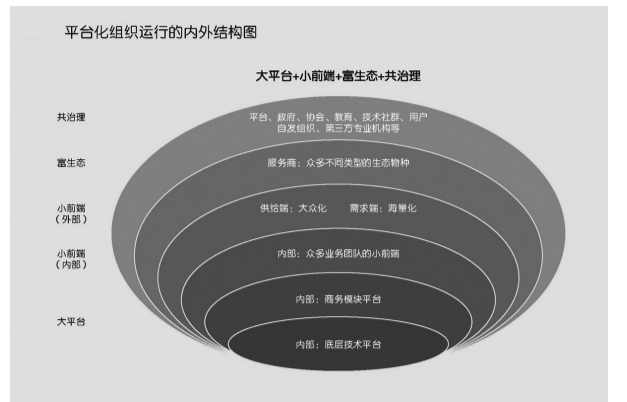 平台化组织运行的内外结构图
大平台+小前端+富生态+共治理
共治理
平台、政府、协会、教育、技术社群、用户
自发组织、第三方专业机构等
富生态
服务商：众多不同类型的生态物种
小前端
（外部）
供给端：大众化 需求端：海量化
小前端
（内部）
内部：众多业务团队的小前端
内部：商务模块平台
大平台
内部：底层技术平台